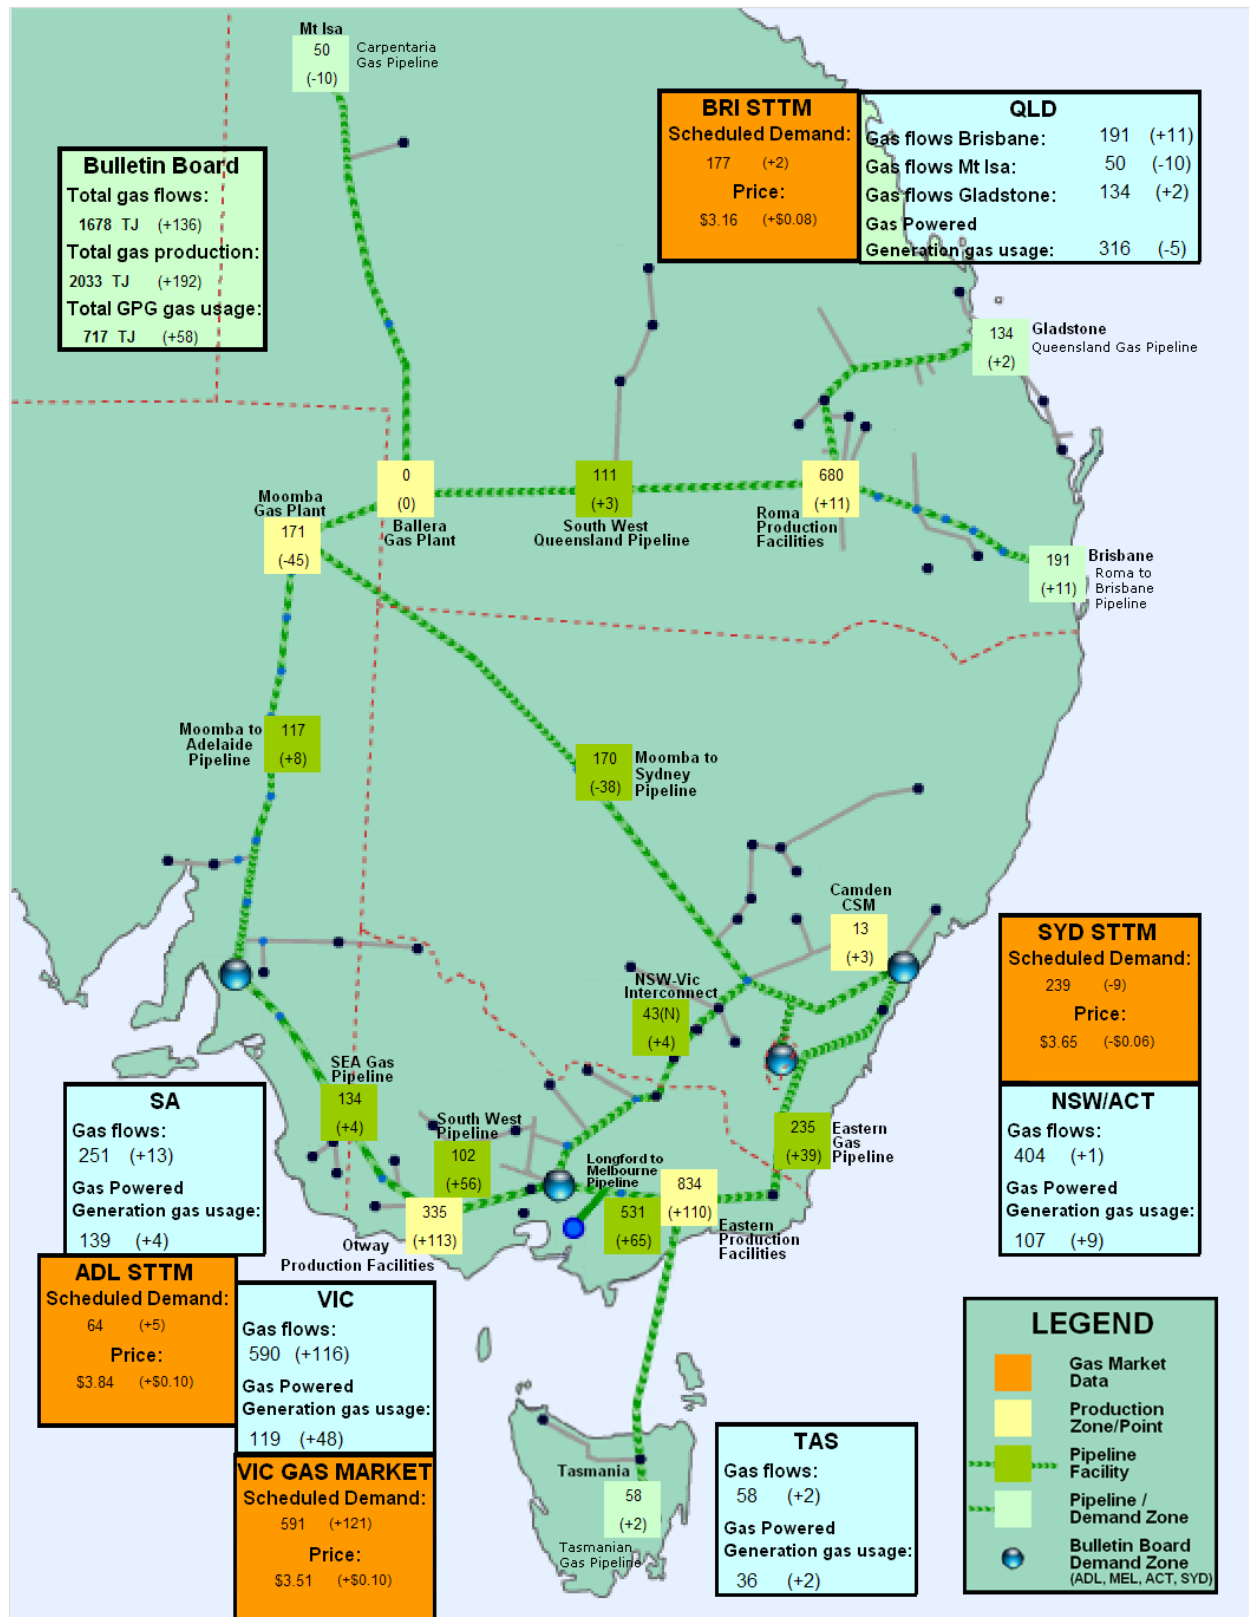 Mt Isa
50
(-10)
Carpentaria
Gas Pipeline
BRI STTM
Scheduled Demand:
177 (+2)
Price:
$3.16 (+$0.08)
QLD
Gas flows Brisbane: 191 (+11)
Gas flows Mt Isa: 50 (-10)
Gas flows Gladstone: 134 (+2)
Gas Powered
Generation gas usage: 316 (-5)
Bulletin Board
Total gas flows:
1678 TJ (+136)
Total gas production:
2033 TJ (+192)
Total GPG gas usage:
717 TJ (+58)
134
(+2)
Gladstone
Queensland Gas Pipeline
Moomba
Gas Plant
171
(-45)
0
(0)
Ballera
Gas Plant
111
(+3)
South West
Queensland Pipeline
680
(+11)
Roma
Production
Facilities
191
(+11)
Brisbane
Roma to
Brisbane
Pipeline
Moomba to
Adelaide
Pipeline
117
(+8)
170
(-38)
Moomba to
Sydney
Pipeline
Camden
CSM
13
(+3)
NSW-Vic
Interconnect
43(N)
(+4)
SYD STTM
Scheduled Demand:
239 (-9)
Price:
$3.65 (-$0.06)
NSW/ACT
Gas flows:
404 (+1)
Gas Powered
Generation gas usage:
107 (+9)
SEA Gas
Pipeline
134
(+4)
South West
Pipeline
102
(+56)
Longford to
Melbourne
Pipeline
531
(+65)
834
(+110)
Eastern
Production
Facilities
235
(+39)
Eastern
Gas
Pipeline
335
(+113)
Otway
Production Facilities
SA
Gas flows:
251 (+13)
Gas Powered
Generation gas usage:
139 (+4)
ADL STTM
Scheduled Demand:
64 (+5)
Price:
$3.84 (+$0.10)
VIC
Gas flows:
590 (+116)
Gas Powered
Generation gas usage:
119 (+48)
VIC GAS MARKET
Scheduled Demand:
591 (+121)
Price:
$3.51 (+$0.10)
Tasmania
58
(+2)
Tasmanian
Gas Pipeline
TAS
Gas flows:
58 (+2)
Gas Powered
Generation gas usage:
36 (+2)
LEGEND
Gas Market
Data
Production
Zone/Point
Pipeline
Facility
Pipeline /
Demand Zone
Bulletin Board
Demand Zone
(ADL, MEL, ACT, SYD)